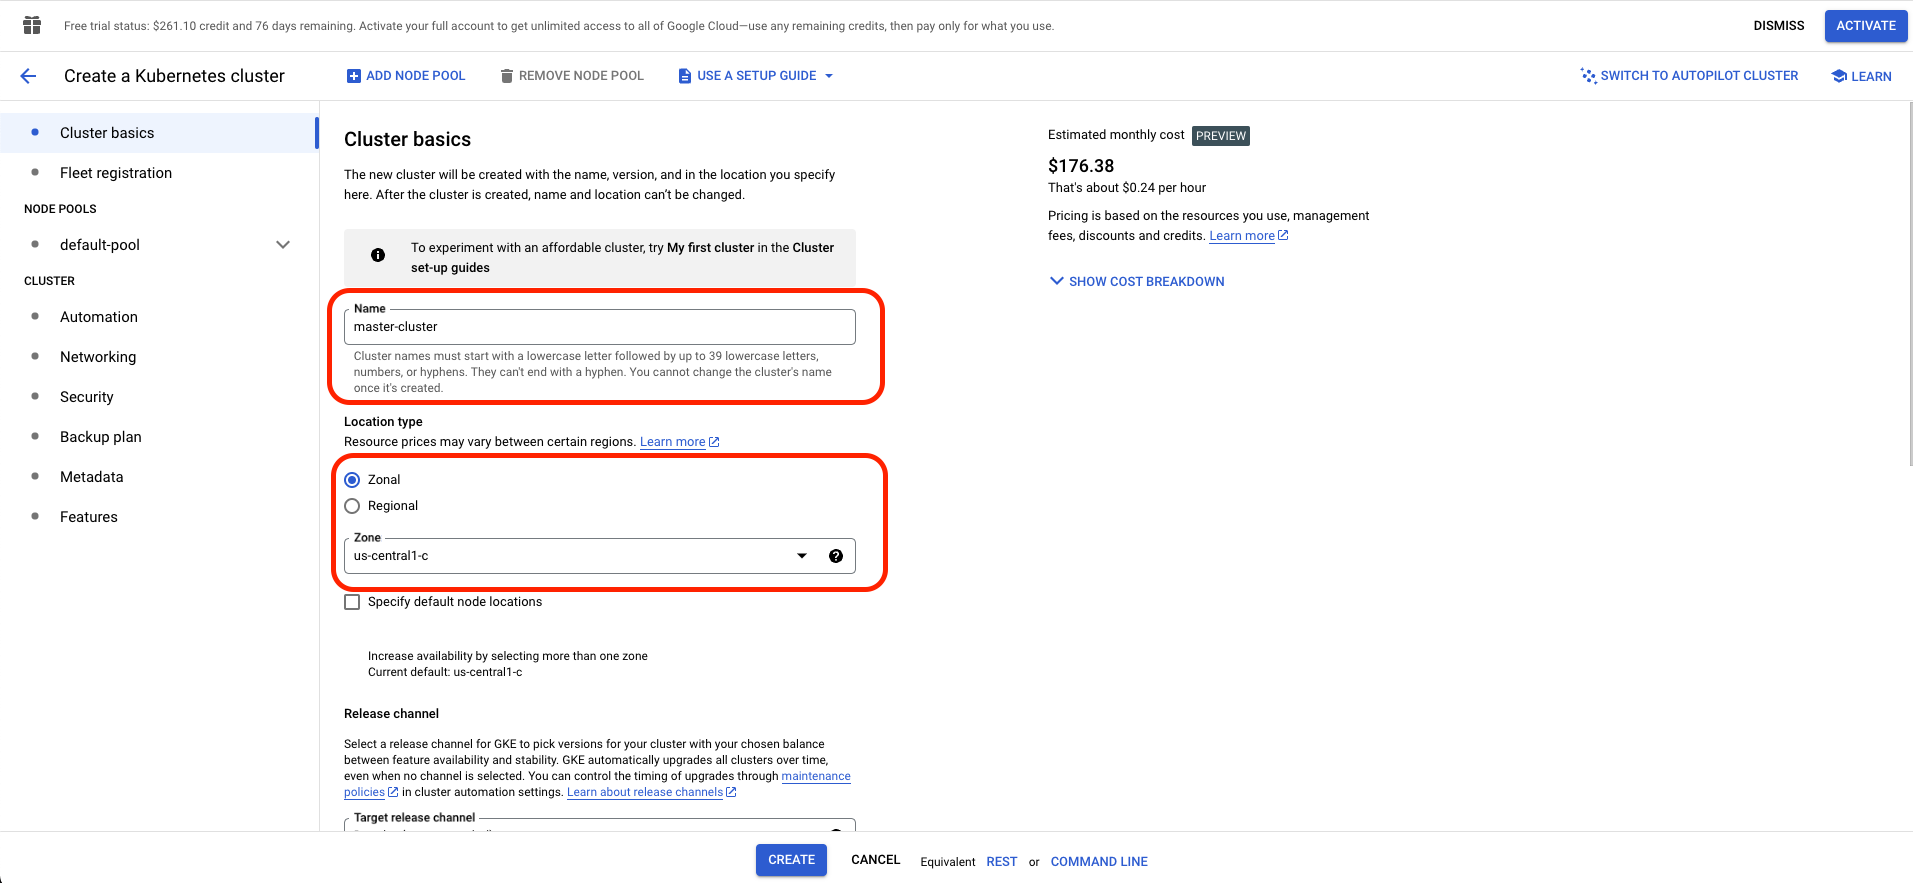 Free trial status: $261.10 credit and 76 days remaining. Activate your full account to get unlimited access to all of Google Cloud—use any remaining credits, then pay only for what you use.
DISMISS
ACTIVATE
Create a Kubernetes cluster
ADD NODE POOL
REMOVE NODE POOL
USE A SETUP GUIDE
SWITCH TO AUTOPILOT CLUSTER
LEARN
Cluster basics
Fleet registration
NODE POOLS
default-pool
CLUSTER
Automation
Networking
Security
Backup plan
Metadata
Features
Cluster basics
The new cluster will be created with the name, version, and in the location you specify
here. After the cluster is created, name and location can't be changed.
To experiment with an affordable cluster, try My first cluster in the Cluster
set-up guides
Name
master-cluster
Cluster names must start with a lowercase letter followed by up to 39 lowercase letters,
numbers, or hyphens. They can't end with a hyphen. You cannot change the cluster's name
once it's created.
Location type
Resource prices may vary between certain regions. Learn more
Zonal
Regional
Zone
us-central1-c
Specify default node locations
Increase availability by selecting more than one zone
Current default: us-central1-c
Release channel
Select a release channel for GKE to pick versions for your cluster with your chosen balance
between feature availability and stability. GKE automatically upgrades all clusters over time,
even when no channel is selected. You can control the timing of upgrades through maintenance
policies in cluster automation settings. Learn about release channels
Target release channel
Estimated monthly cost PREVIEW
$176.38
That's about $0.24 per hour
Pricing is based on the resources you use, management
fees, discounts and credits. Learn more
SHOW COST BREAKDOWN
CREATE
CANCEL
Equivalent REST or COMMAND LINE